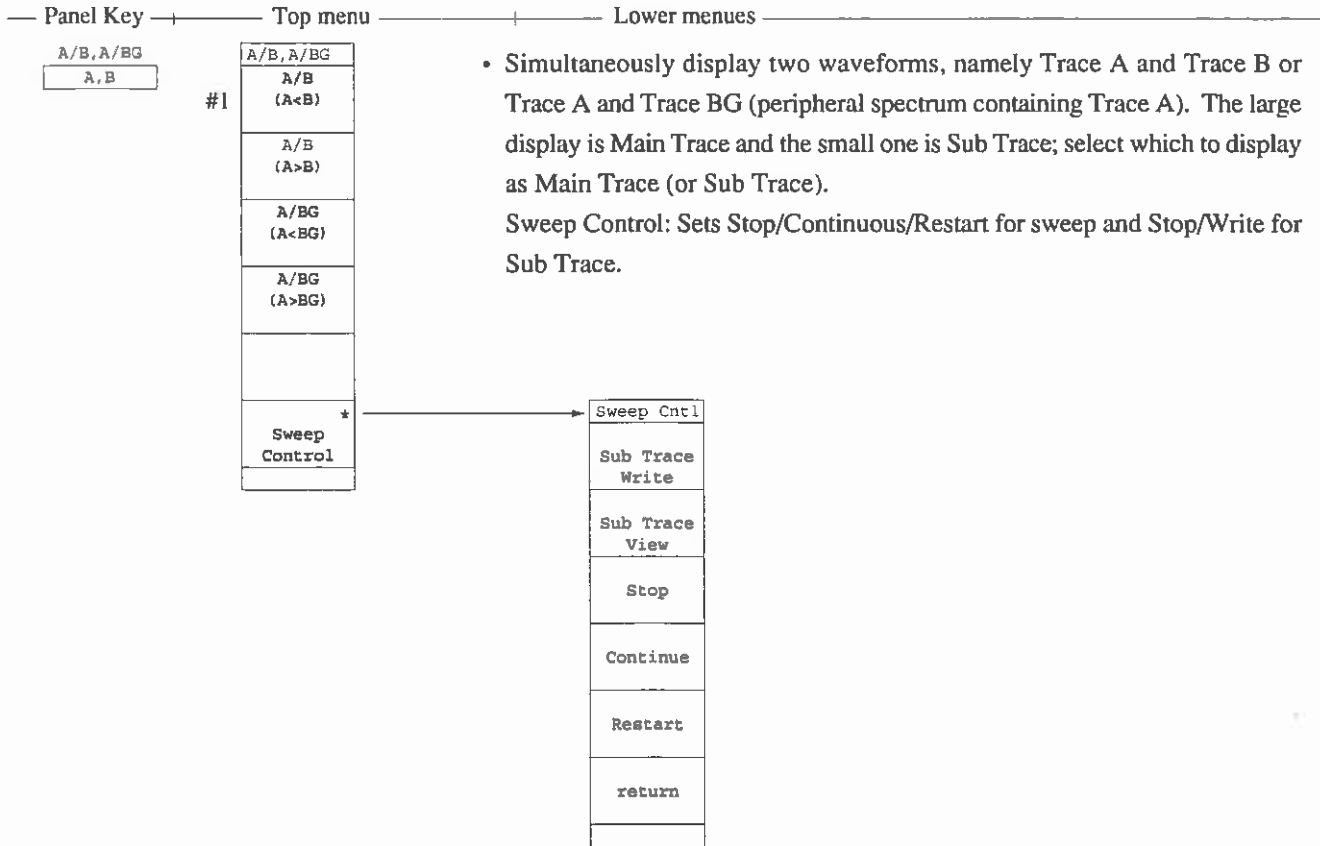 Panel Key Top menu Lower menues
A/B,A/BG
A,B
#1
A/B,A/BG
A/B
(A<B)
A/B
(A>B)
A/BG
(A<BG)
A/BG
(A>BG)
*
Sweep
Control
• Simultaneously display two waveforms, namely Trace A and Trace B or
Trace A and Trace BG (peripheral spectrum containing Trace A). The large
display is Main Trace and the small one is Sub Trace; select which to display
as Main Trace (or Sub Trace).
Sweep Control: Sets Stop/Continuous/Restart for sweep and Stop/Write for
Sub Trace.
Sweep Cntl
Sub Trace
Write
Sub Trace
View
Stop
Continue
Restart
return